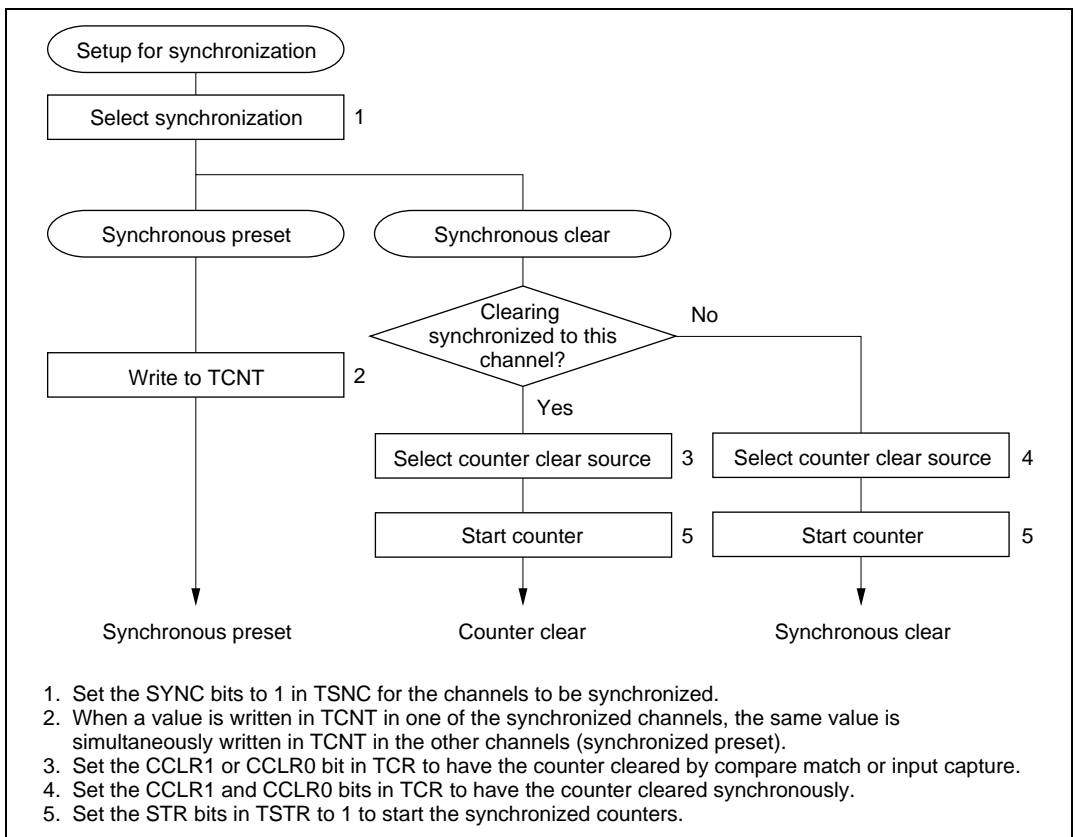 Setup for synchronization
Select synchronization 1
Synchronous preset Synchronous clear
Clearing
synchronized to this
channel?
No
Write to TCNT 2
Yes
Select counter clear source 3 Select counter clear source 4
Start counter 5 Start counter 5
Synchronous preset Counter clear Synchronous clear
1. Set the SYNC bits to 1 in TSNC for the channels to be synchronized.
2. When a value is written in TCNT in one of the synchronized channels, the same value is
simultaneously written in TCNT in the other channels (synchronized preset).
3. Set the CCLR1 or CCLR0 bit in TCR to have the counter cleared by compare match or input capture.
4. Set the CCLR1 and CCLR0 bits in TCR to have the counter cleared synchronously.
5. Set the STR bits in TSTR to 1 to start the synchronized counters.